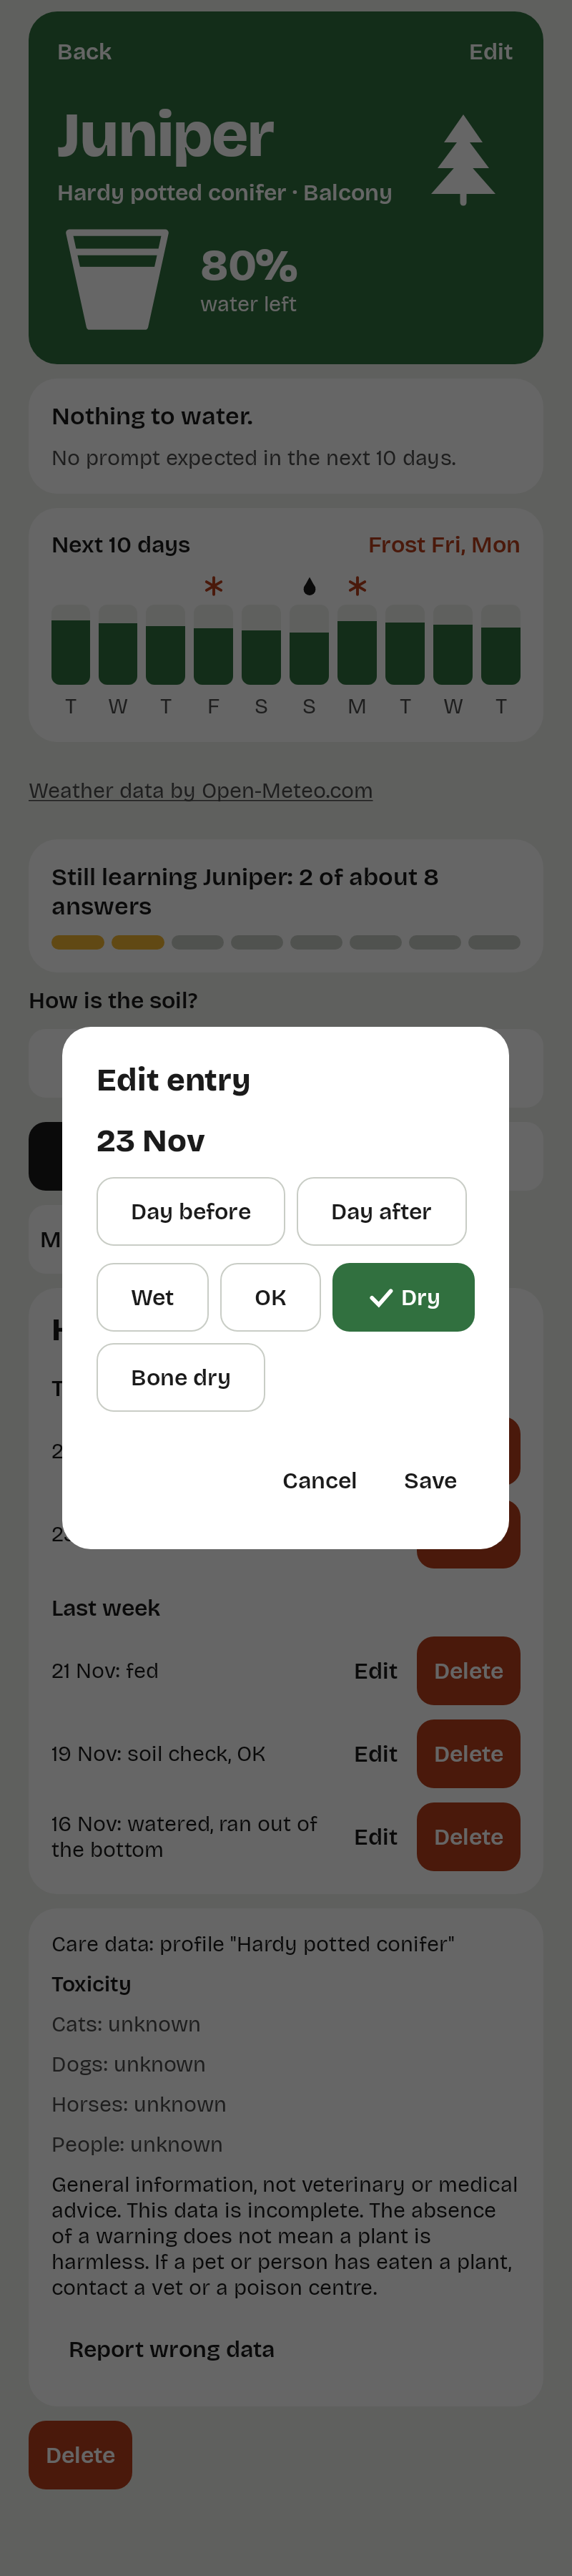 Back
Edit
Juniper
Hardy potted conifer · Balcony
80%
water left
Nothing to water.
No prompt expected in the next 10 days.
Next 10 days
Frost Fri, Mon
T W T F S S M T W T
Weather data by Open-Meteo.com
Still learning Juniper: 2 of about 8
answers
How is the soil?
Edit entry
23 Nov
Day before
Day after
Wet
OK
Dry
Bone dry
Cancel
Save
Last week
21 Nov: fed
Edit
Delete
19 Nov: soil check, OK
Edit
Delete
16 Nov: watered, ran out of
the bottom
Edit
Delete
Care data: profile "Hardy potted conifer"
Toxicity
Cats: unknown
Dogs: unknown
Horses: unknown
People: unknown
General information, not veterinary or medical
advice. This data is incomplete. The absence
of a warning does not mean a plant is
harmless. If a pet or person has eaten a plant,
contact a vet or a poison centre.
Report wrong data
Delete